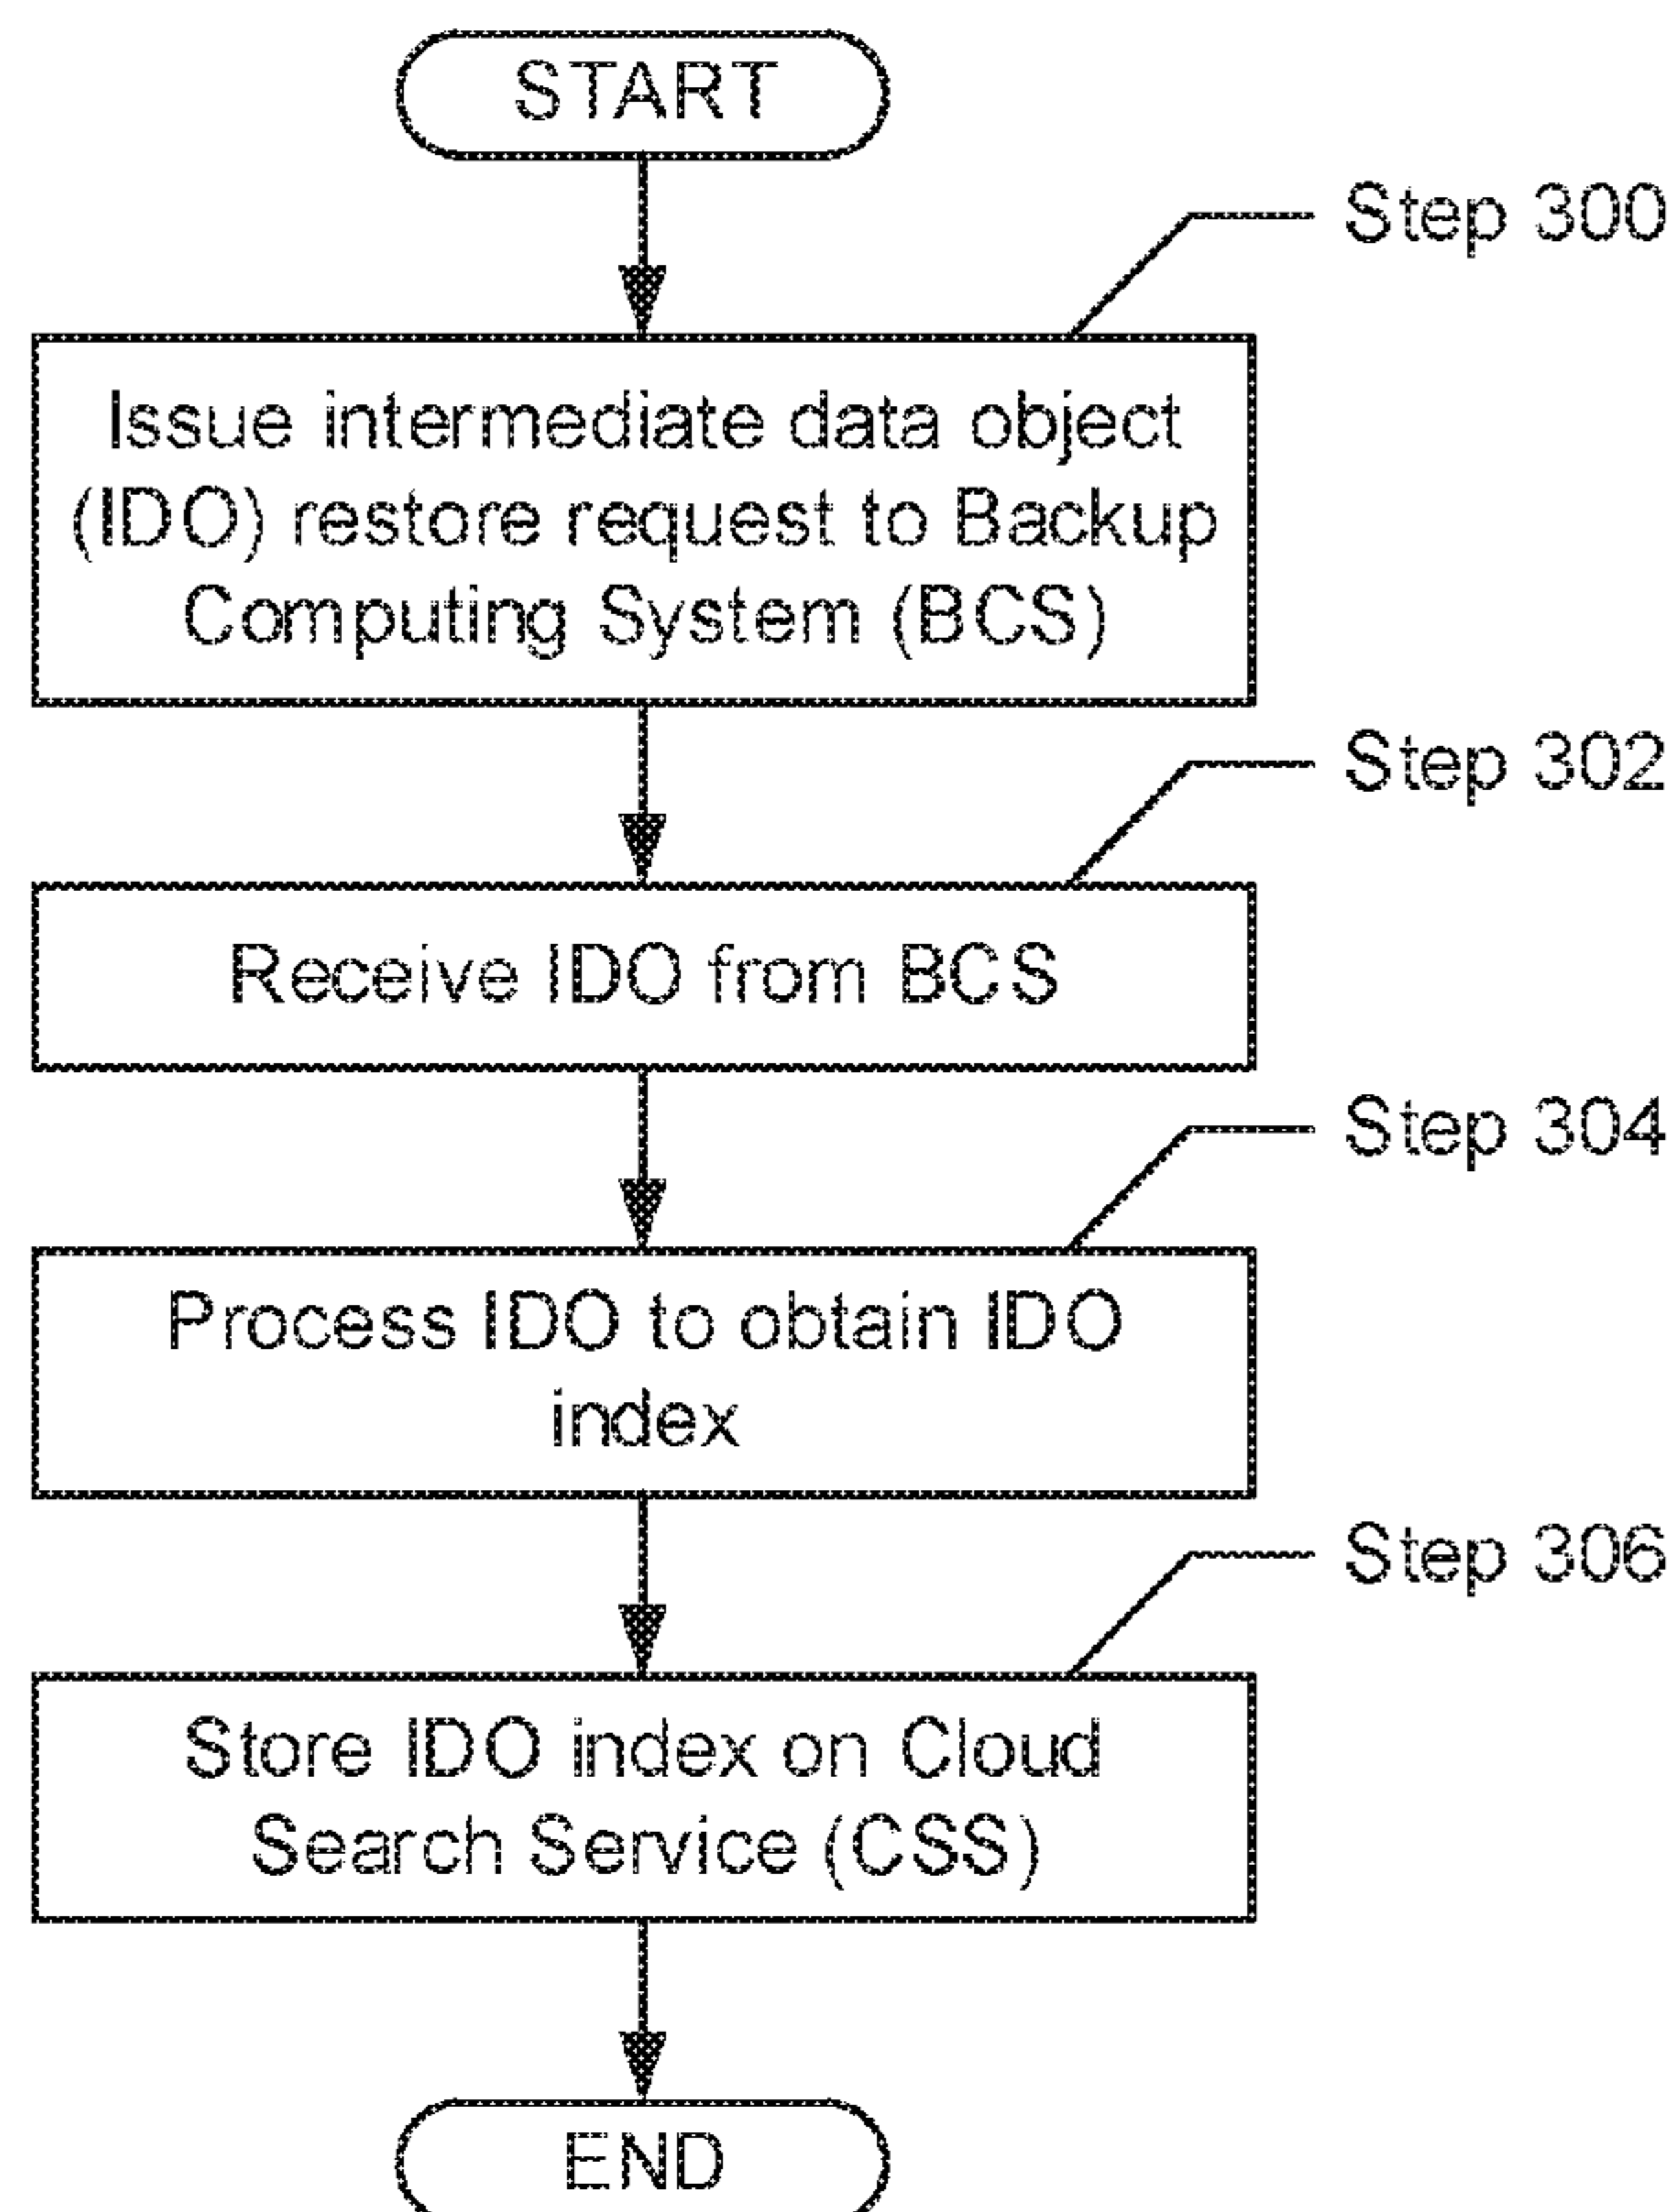 START
Step 300
Issue intermediate data object
(IDO) restore request to Backup
Computing System (BCS)
Step 302
Receive IDO from BCS
Step 304
Process IDO to obtain IDO
index
Step 306
Store IDO index on Cloud
Search Service (CSS)
END